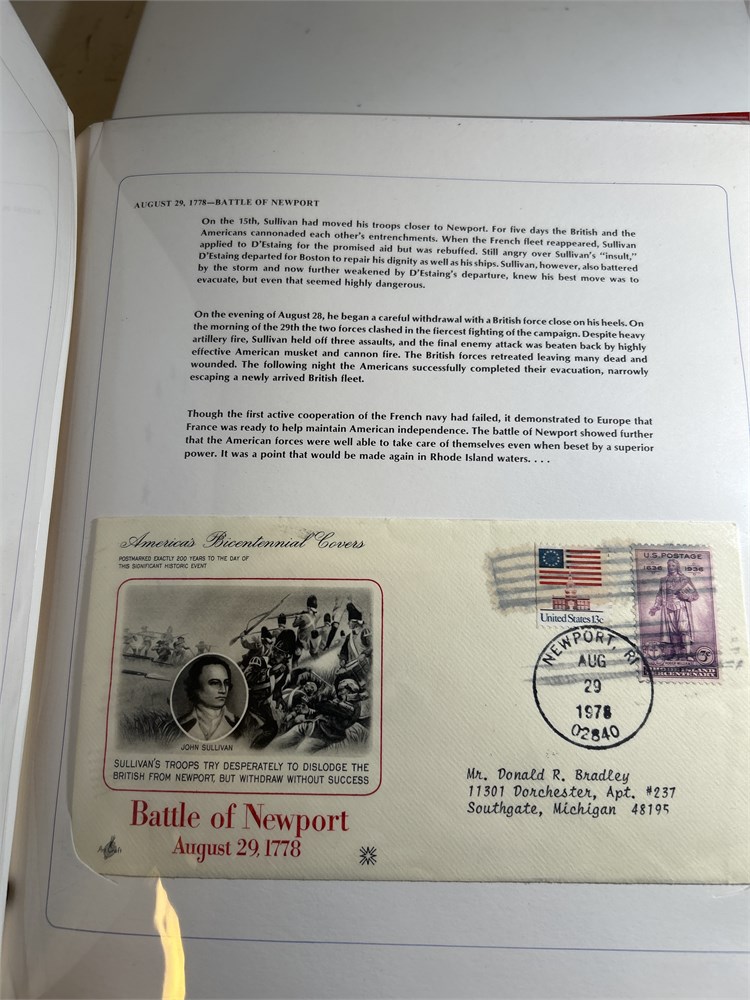 AUGUST 29, 1778—BATTLE OF NEWPORT
On the 15th, Sullivan had moved his troops closer to Newport. For five days the British and the
Americans cannonaded each other's entrenchments. When the French fleet reappeared, Sullivan
applied to D'Estaing for the promised aid but was rebuffed. Still angry over Sullivan's "insult,"
D'Estaing departed for Boston to repair his dignity as well as his ships. Sullivan, however, also battered
by the storm and now further weakened by D'Estaing's departure, knew his best move was to
evacuate, but even that seemed highly dangerous.
On the evening of August 28, he began a careful withdrawal with a British force close on his heels. On
the morning of the 29th the two forces clashed in the fiercest fighting of the campaign. Despite heavy
artillery fire, Sullivan held off three assaults, and the final enemy attack was beaten back by highly
effective American musket and cannon fire. The British forces retreated leaving many dead and
wounded. The following night the Americans successfully completed their evacuation, narrowly
escaping a newly arrived British fleet.
Though the first active cooperation of the French navy had failed, it demonstrated to Europe that
France was ready to help maintain American independence. The battle of Newport showed further
that the American forces were well able to take care of themselves even when beset by a superior
power. It was a point that would be made again in Rhode Island waters. . . .
America's Bicentennial Covers
POSTMARKED EXACTLY 200 YEARS TO THE DAY OF
THIS SIGNIFICANT HISTORIC EVENT
JOHN SULLIVAN
SULLIVAN'S TROOPS TRY DESPERATELY TO DISLODGE THE
BRITISH FROM NEWPORT, BUT WITHDRAW WITHOUT SUCCESS
Battle of Newport
August 29, 1778
United States 13c
U.S. POSTAGE
1636 1936
3¢
NEWPORT, RI
AUG
29
1978
02840
Mr. Donald R. Bradley
11301 Dorchester, Apt. #237
Southgate, Michigan 48195